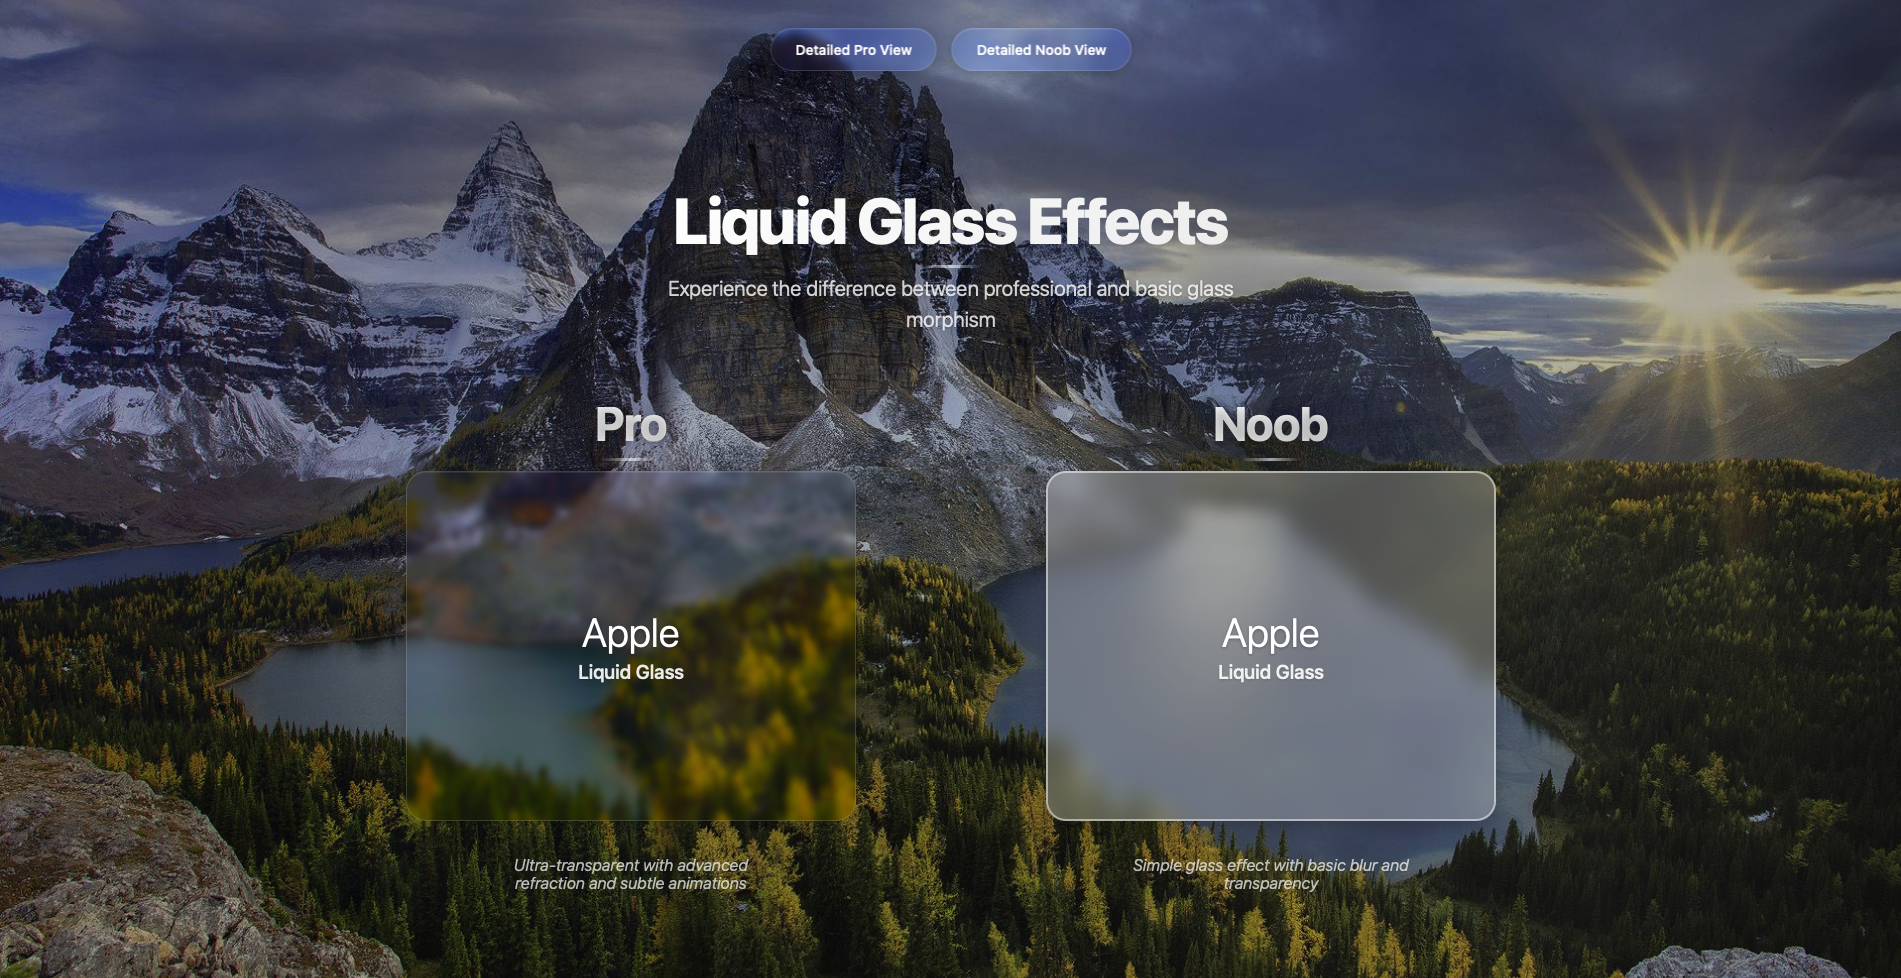 Detailed Pro View
Detailed Noob View
Liquid Glass Effects
Experience the difference between professional and basic glass
morphism
Pro
Noob
Apple
Liquid Glass
Apple
Liquid Glass
Ultra-transparent with advanced
refraction and subtle animations
Simple glass effect with basic blur and
transparency